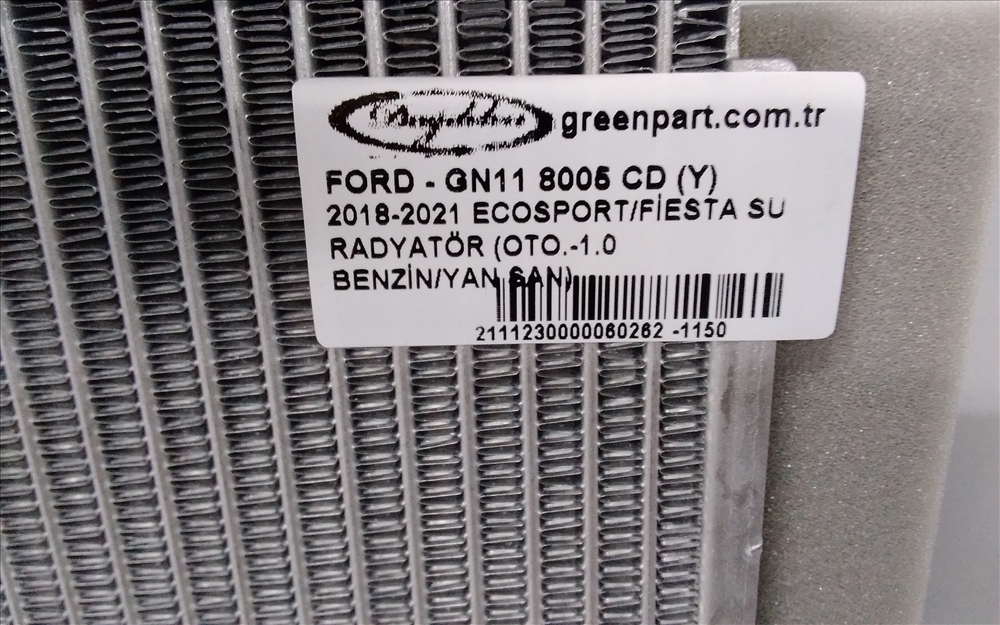 greenpart.com.tr
FORD - GN11 8005 CD (Y)
2018-2021 ECOSPORT/FİESTA SU
RADYATÖR (OTO.-1.0
BENZİN/YAN SAN)
2111230000060262 -1150